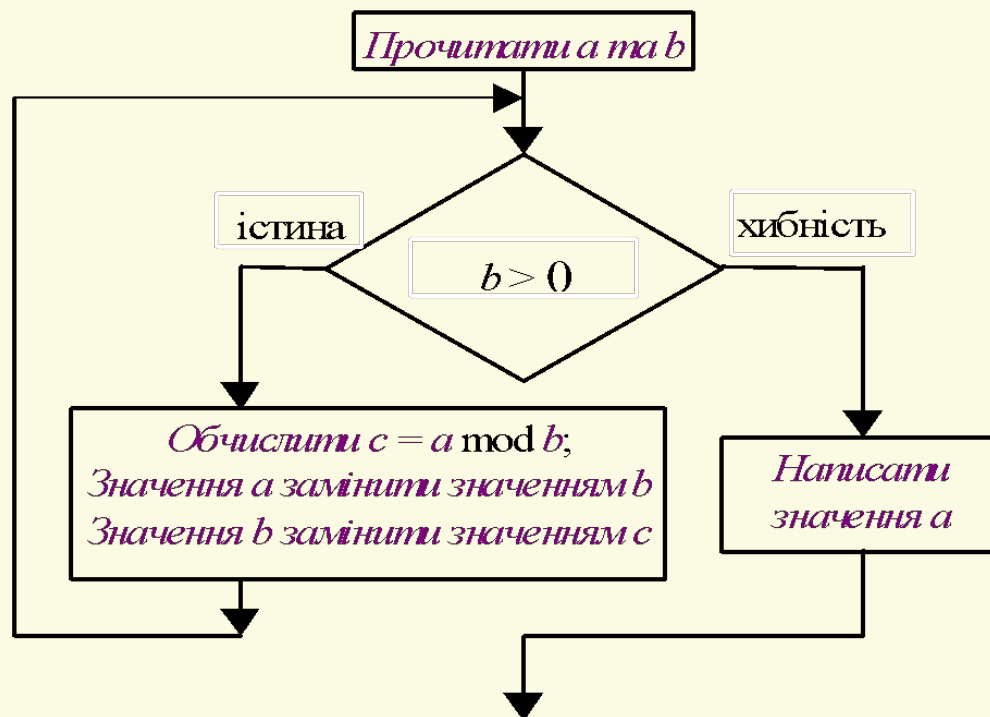 Прочитати a та b
істина
хибність
b > 0
Обчислити c = a mod b;
Значення a замінити значенням b
Значення b замінити значенням c
Написати
значення a